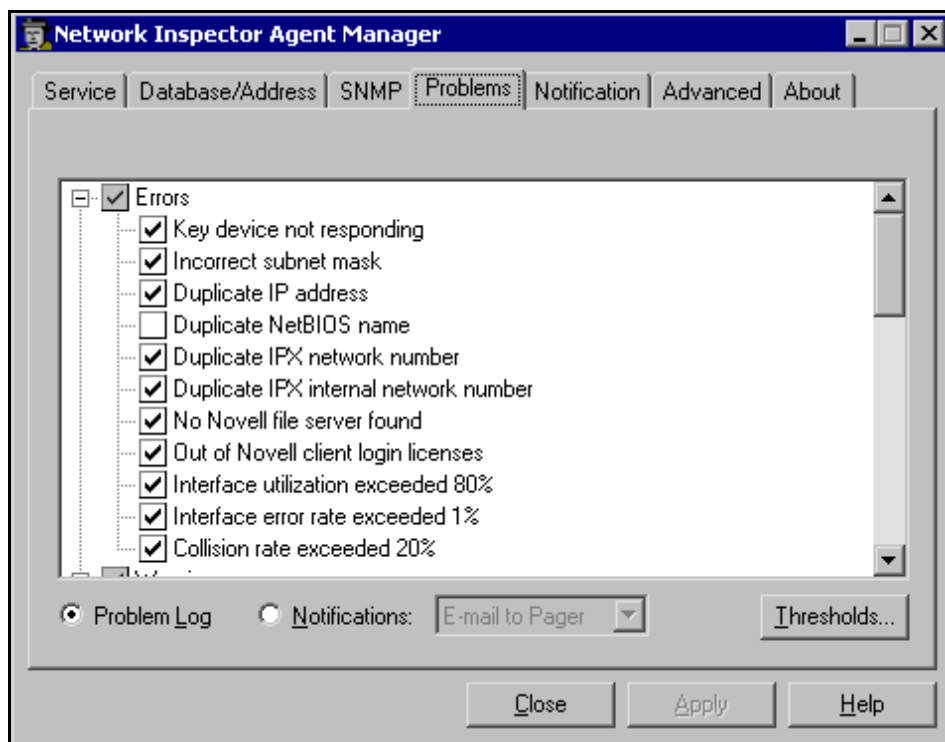 Network Inspector Agent Manager
Service Database/Address SNMP Problems Notification Advanced About
Errors
Key device not responding
Incorrect subnet mask
Duplicate IP address
Duplicate NetBIOS name
Duplicate IPX network number
Duplicate IPX internal network number
No Novell file server found
Out of Novell client login licenses
Interface utilization exceeded 80%
Interface error rate exceeded 1%
Collision rate exceeded 20%
Problem Log Notifications: E-mail to Pager Thresholds...
Close Apply Help